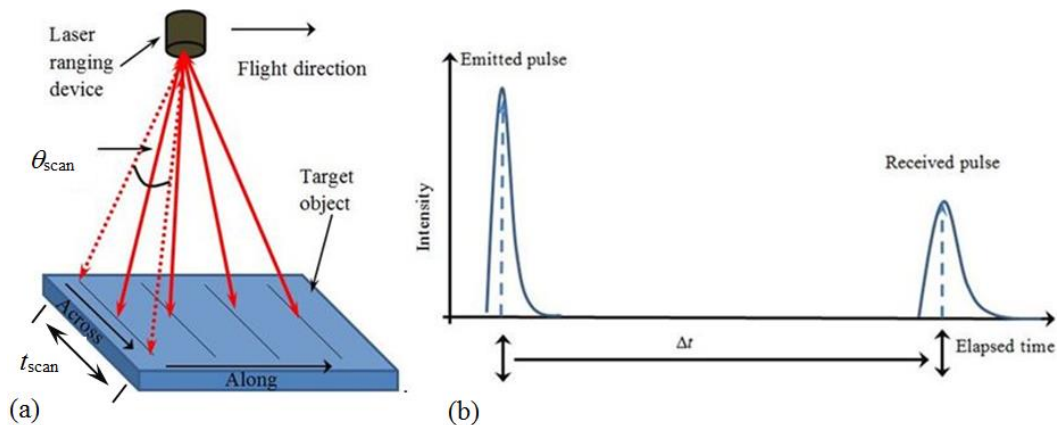 Laser
ranging
device
Flight direction
θscan
Target
object
Across
tscan
Along
(a)
Emitted pulse
Received pulse
Intensity
Δt
Elapsed time
(b)